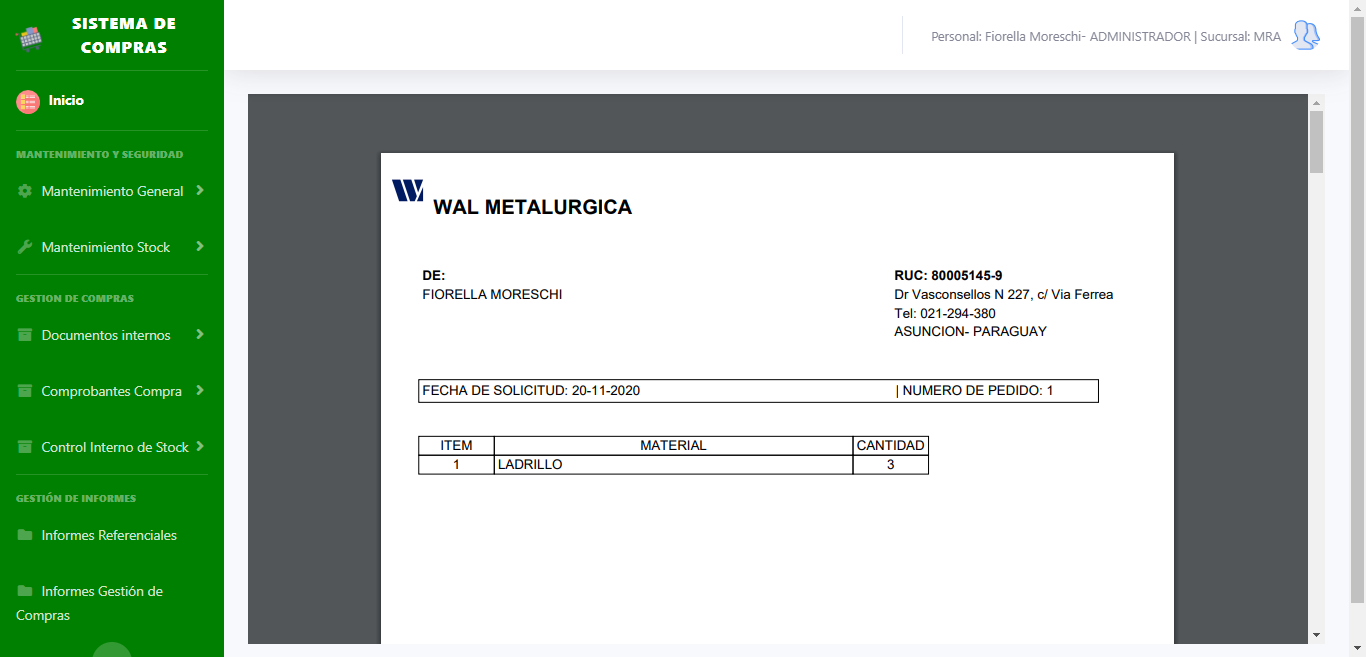 SISTEMA DE
COMPRAS
Personal: Fiorella Moreschi- ADMINISTRADOR | Sucursal: MRA
Inicio
MANTENIMIENTO Y SEGURIDAD
Mantenimiento General
Mantenimiento Stock
GESTION DE COMPRAS
Documentos internos
Comprobantes Compra
Control Interno de Stock
GESTIÓN DE INFORMES
Informes Referenciales
Informes Gestión de
Compras
W
WAL METALURGICA
DE:
FIORELLA MORESCHI
RUC: 80005145-9
Dr Vasconsellos N 227, c/ Via Ferrea
Tel: 021-294-380
ASUNCION- PARAGUAY
FECHA DE SOLICITUD: 20-11-2020 | NUMERO DE PEDIDO: 1
ITEM MATERIAL CANTIDAD
1 LADRILLO 3